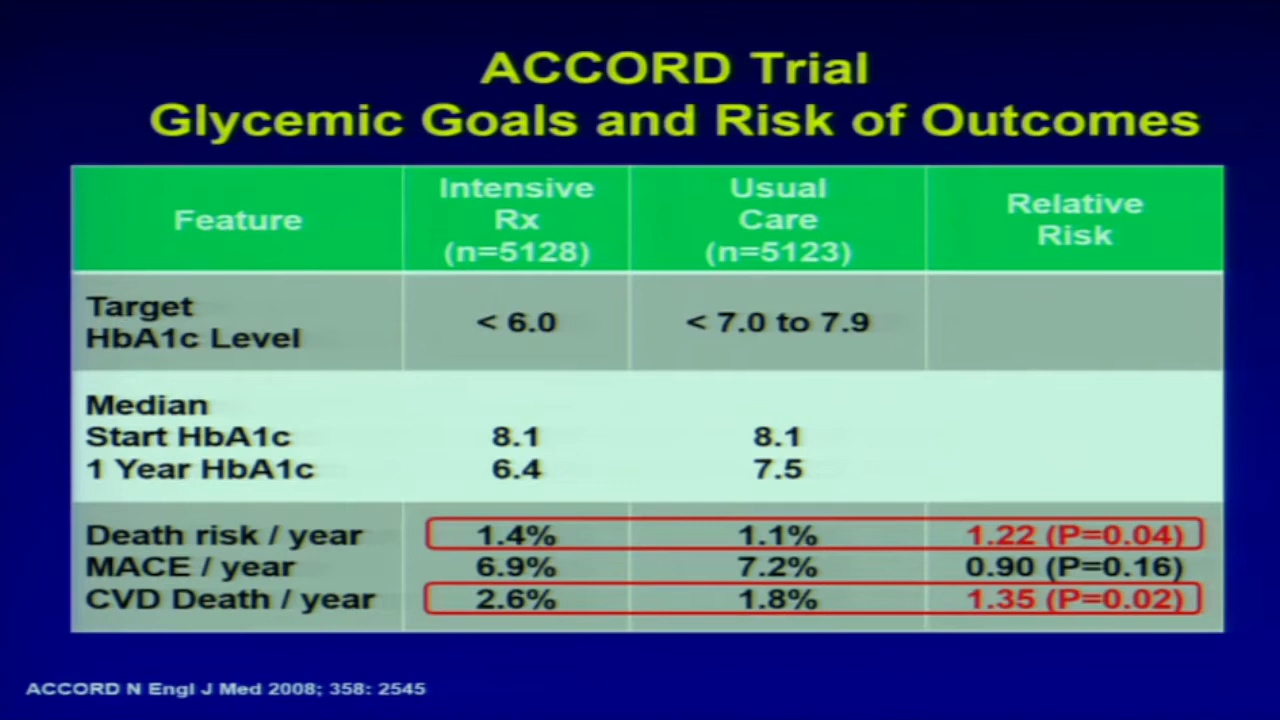 ACCORD Trial
Glycemic Goals and Risk of Outcomes
Feature
Intensive
Rx
(n=5128)
Usual
Care
(n=5123)
Relative
Risk
Target
HbA1c Level
< 6.0
< 7.0 to 7.9
Median
Start HbA1c 8.1 8.1
1 Year HbA1c 6.4 7.5
Death risk / year 1.4% 1.1% 1.22 (P=0.04)
MACE / year 6.9% 7.2% 0.90 (P=0.16)
CVD Death / year 2.6% 1.8% 1.35 (P=0.02)
ACCORD N Engl J Med 2008; 358: 2545